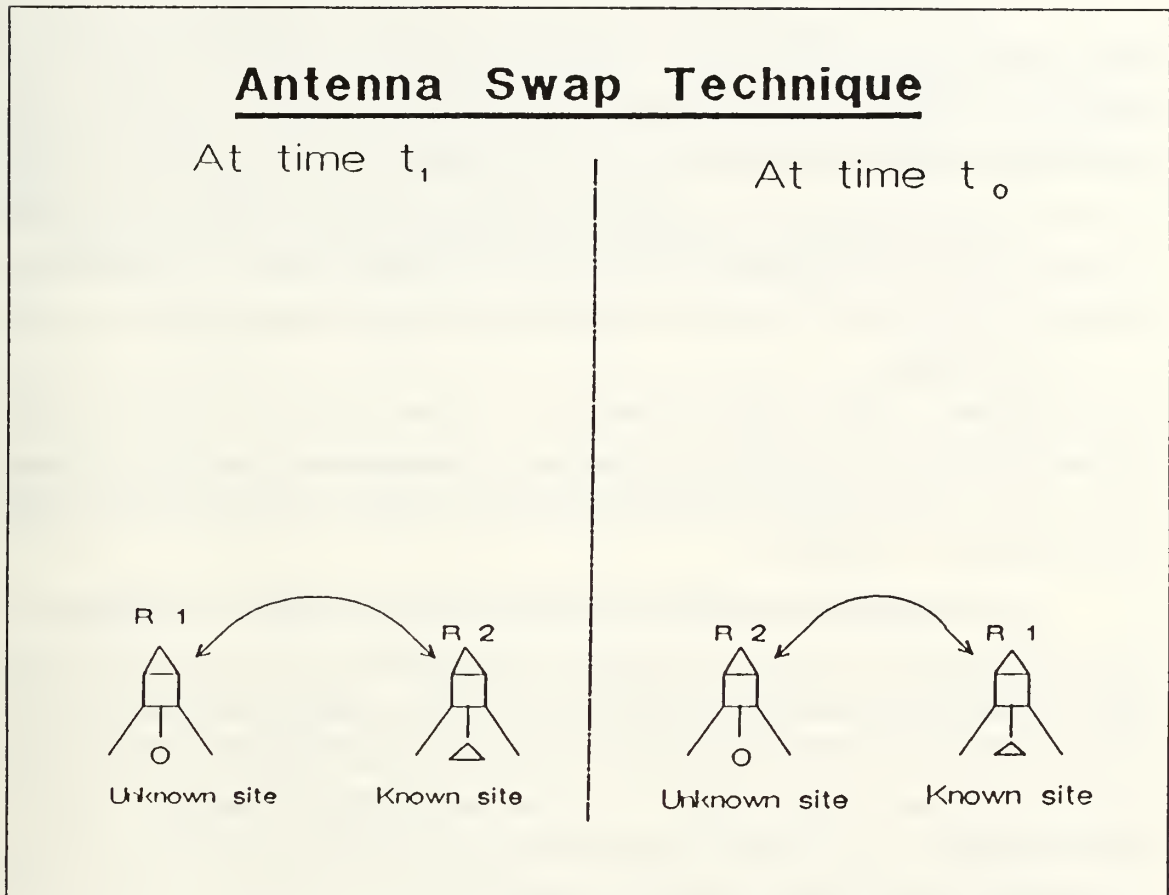 Antenna Swap Technique
At time t₁
R 1
R 2
Unknown site
Known site
At time t₀
R 2
R 1
Unknown site
Known site